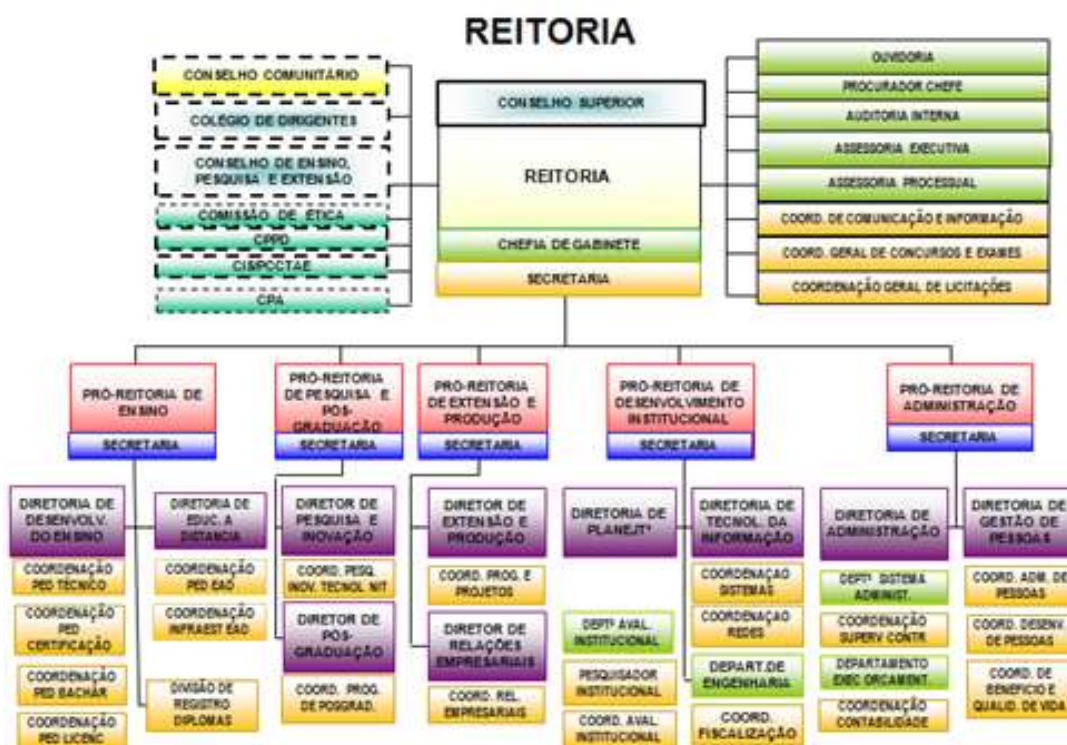 REITORIA
CONSELHO COMUNITÁRIO
COLÉGIO DE DIRIGENTES
CONSELHO DE ENSINO,
PESQUISA E EXTENSÃO
COMISSÃO DE ÉTICA
CPPD
CIS/PCCTAE
CPA
CONSELHO SUPERIOR
REITORIA
CHEFIA DE GABINETE
SECRETARIA
OUVIDORIA
PROCURADOR CHEFE
AUDITORIA INTERNA
ASSESSORIA EXECUTIVA
ASSESSORIA PROCESSUAL
COORD. DE COMUNICAÇÃO E INFORMAÇÃO
COORD. GERAL DE CONCURSOS E EXAMES
COORDENAÇÃO GERAL DE LICITAÇÕES
PRÓ-REITORIA DE
ENSINO
SECRETARIA
PRÓ-REITORIA
DE PESQUISA E
PÓS-
GRADUAÇÃO
SECRETARIA
PRÓ-REITORIA
DE EXTENSÃO E
PRODUÇÃO
SECRETARIA
PRÓ-REITORIA DE
DESENVOLVIMENTO
INSTITUCIONAL
SECRETARIA
PRÓ-REITORIA DE
ADMINISTRAÇÃO
SECRETARIA
DIRETORIA DE
DESENVOLV.
DO ENSINO
COORDENAÇÃO
PED TÉCNICO
COORDENAÇÃO
PED
CERTIFICAÇÃO
COORDENAÇÃO
PED BACHAR
COORDENAÇÃO
PED LICENC
DIRETORIA DE
EDUC. A
DISTANCIA
COORDENAÇÃO
PED EAD
COORDENAÇÃO
INFRAEST EAD
DIVISÃO DE
REGISTRO
DIPLOMAS
DIRETOR DE
PESQUISA E
INOVAÇÃO
COORD. PESQ.
INOV. TECNOL. NIT
DIRETOR DE
PÓS-
GRADUAÇÃO
COORD. PROG.
DE POSGRAD.
DIRETOR DE
EXTENSÃO E
PRODUÇÃO
COORD. PROG. E
PROJETOS
DIRETOR DE
RELAÇÕES
EMPRESARIAIS
COORD. REL.
EMPRESARIAIS
DIRETORIA DE
PLANEJTº
DEPTº AVAL.
INSTITUCIONAL
PESQUISADOR
INSTITUCIONAL
COORD. AVAL.
INSTITUCIONAL
DIRETORIA DE
TECNOL. DA
INFORMAÇÃO
COORDENAÇAO
SISTEMAS
COORDENAÇAO
REDES
DEPART. DE
ENGENHARIA
COORD.
FISCALIZAÇÃO
DIRETORIA DE
ADMINISTRAÇÃO
DEPTº SISTEMA
ADMINIST.
COORDENAÇÃO
SUPERV CONTR
DEPARTAMENTO
EXEC ORCAMENT.
COORDENAÇÃO
CONTABILIDADE
DIRETORIA DE
GESTÃO DE
PESSOAS
COORD. ADM. DE
PESSOAS
COORD. DESENV.
DE PESSOAS
COORD. DE
BENEFICIO E
QUALID. DE VIDA